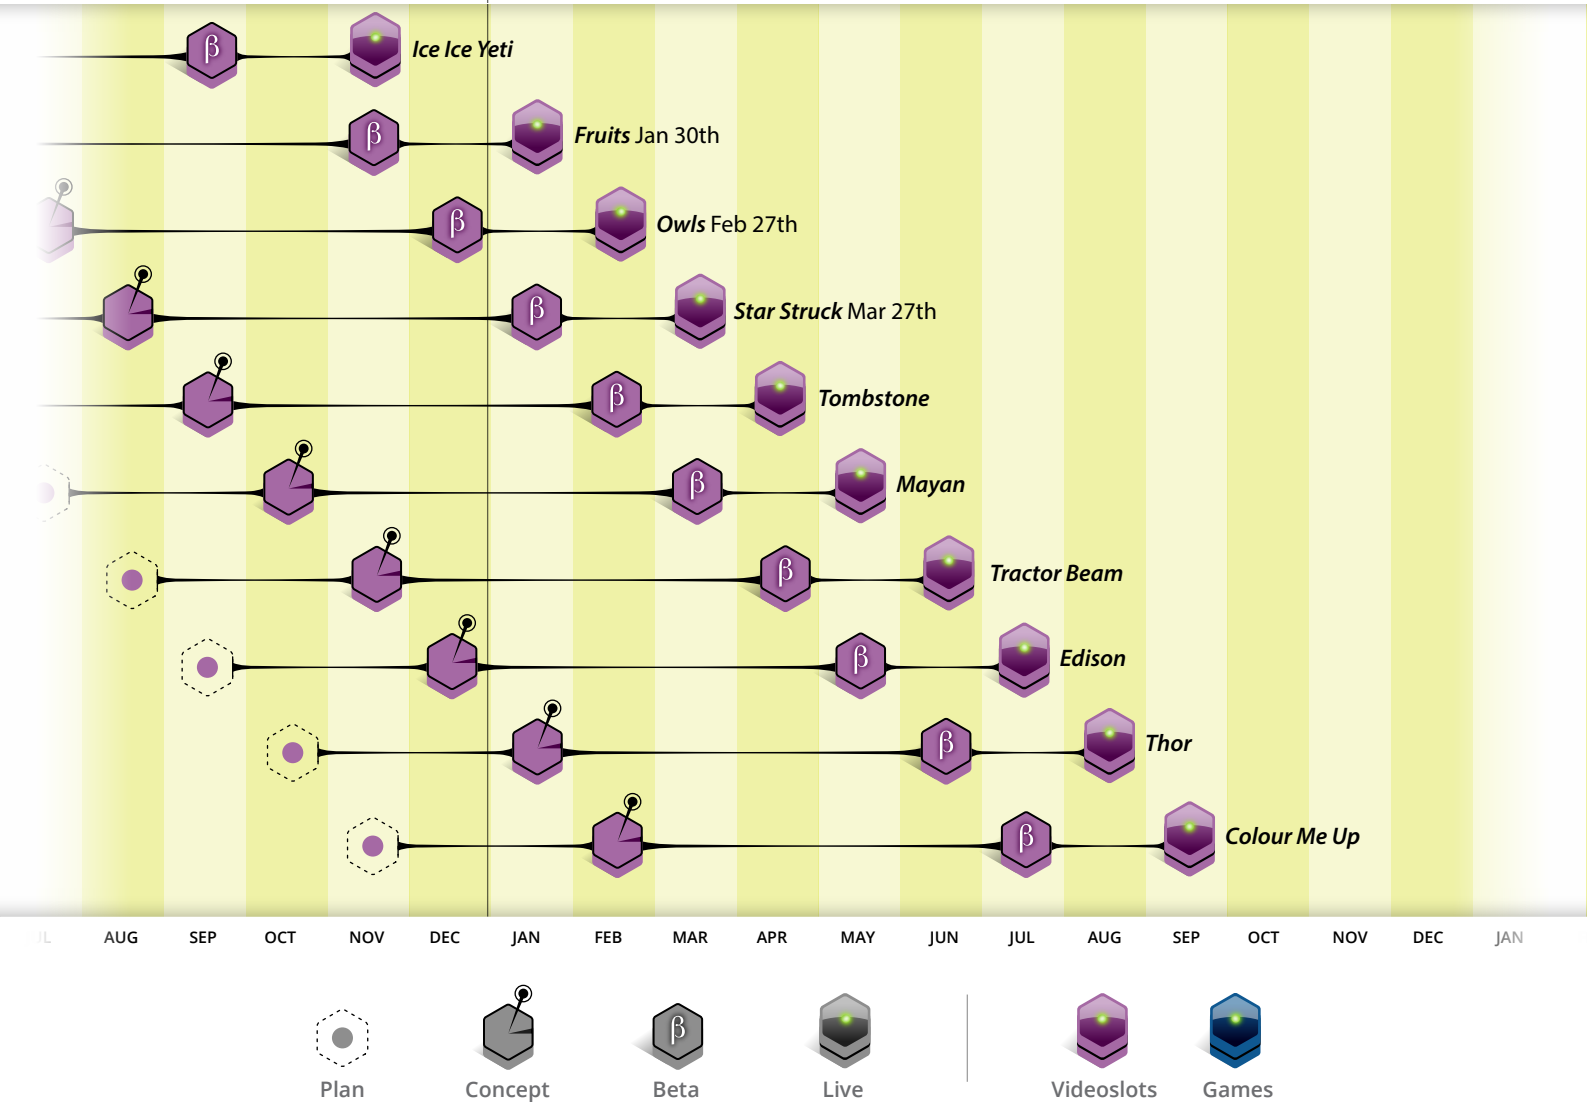 β
Ice Ice Yeti
β
Fruits Jan 30th
β
Owls Feb 27th
β
Star Struck Mar 27th
β
Tombstone
β
Mayan
β
Tractor Beam
β
Edison
β
Thor
β
Colour Me Up
AUG SEP OCT NOV DEC JAN FEB MAR APR MAY JUN JUL AUG SEP OCT NOV DEC JAN
β
Plan Concept Beta Live Videoslots Games